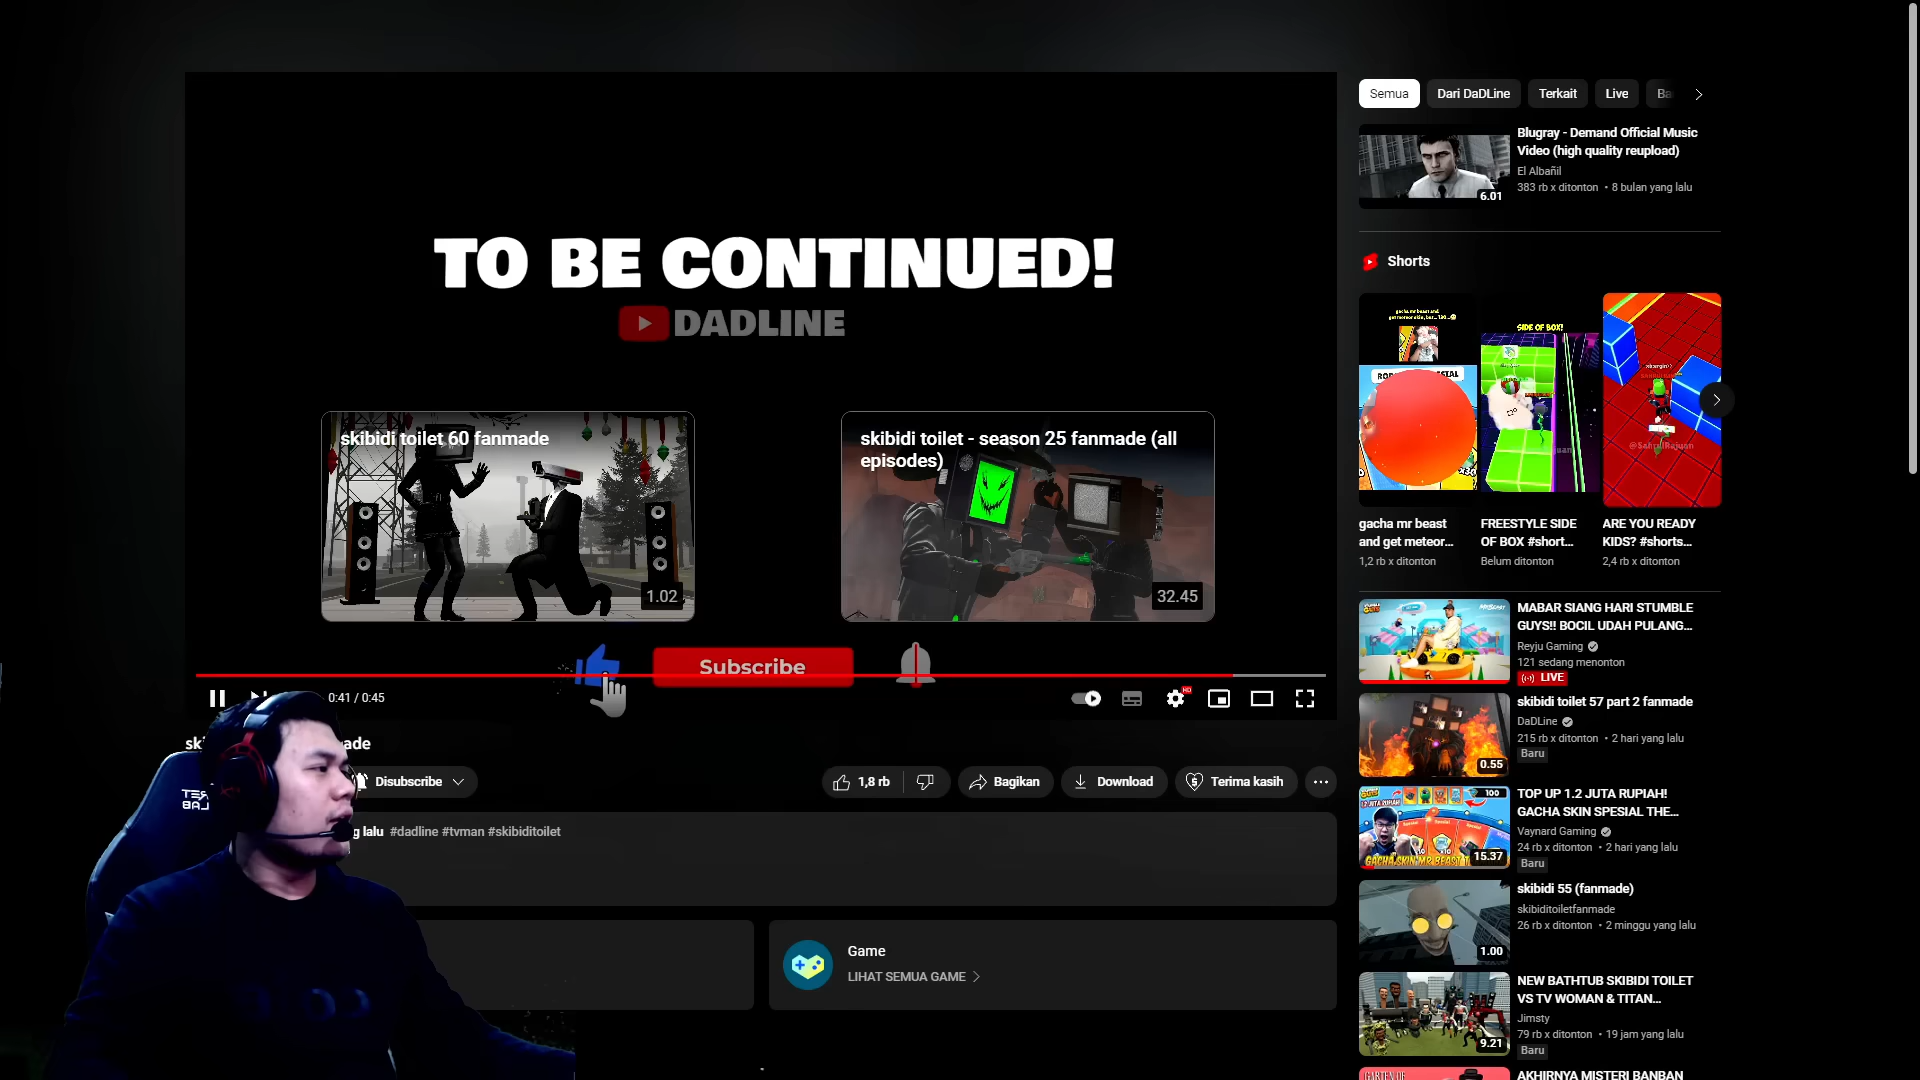 TO BE CONTINUED!
DADLINE
skibidi toilet 60 fanmade
1.02
skibidi toilet - season 25 fanmade (all
episodes)
32.45
Subscribe
0:41 / 0:45
HD
Disubscribe
1,8 rb
Bagikan
Download
Terima kasih
lalu #dadline #tvman #skibiditoilet
Game
LIHAT SEMUA GAME
Semua
Dari DaDLine
Terkait
Live
Blugray - Demand Official Music
Video (high quality reupload)
El Albañil
383 rb x ditonton • 8 bulan yang lalu
6.01
Shorts
SIDE OF BOX!
gacha mr beast
and get meteor...
1,2 rb x ditonton
FREESTYLE SIDE
OF BOX #short...
Belum ditonton
ARE YOU READY
KIDS? #shorts...
2,4 rb x ditonton
MABAR SIANG HARI STUMBLE
GUYS!! BOCIL UDAH PULANG...
Reyju Gaming
121 sedang menonton
LIVE
skibidi toilet 57 part 2 fanmade
DaDLine
215 rb x ditonton • 2 hari yang lalu
Baru
0.55
TOP UP 1.2 JUTA RUPIAH!
GACHA SKIN SPESIAL THE...
Vaynard Gaming
24 rb x ditonton • 2 hari yang lalu
Baru
100
GACHA SKIN MR BEAST
15.37
skibidi 55 (fanmade)
skibiditoiletfanmade
26 rb x ditonton • 2 minggu yang lalu
1.00
NEW BATHTUB SKIBIDI TOILET
VS TV WOMAN & TITAN...
Jimsty
79 rb x ditonton • 19 jam yang lalu
Baru
9.21
AKHIRNYA MISTERI BANBAN